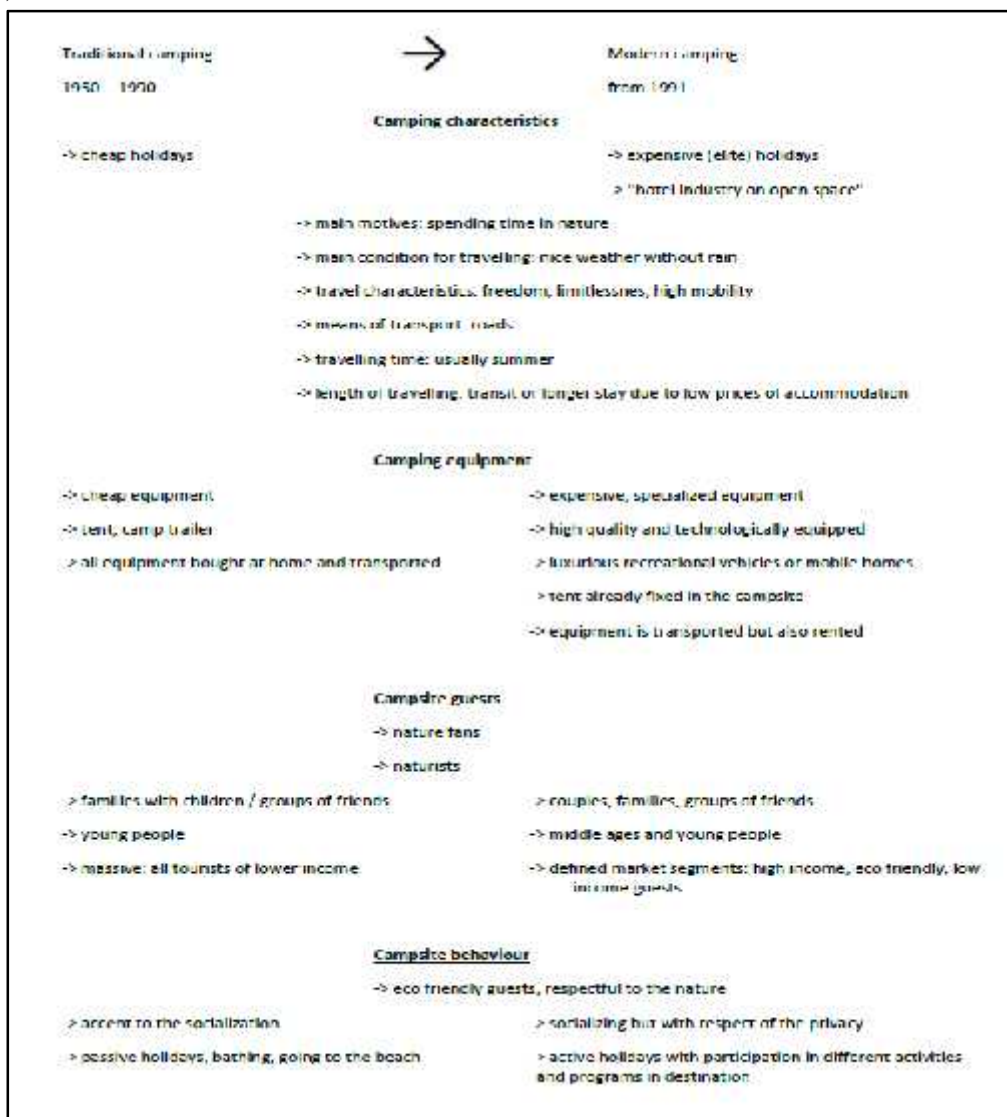 Traditional camping → Modern camping
1950 – 1990 from 1991
Camping characteristics
-> cheap holidays -> expensive (elite) holidays
-> "hotel industry on open space"
-> main motives: spending time in nature
-> main condition for travelling: nice weather without rain
-> travel characteristics: freedom, limitlessnes, high mobility
-> means of transport: roads
-> travelling time: usually summer
-> length of travelling: transit or longer stay due to low prices of accommodation
Camping equipment
-> cheap equipment -> expensive, specialized equipment
-> tent, camp trailer -> high quality and technologically equipped
-> all equipment bought at home and transported -> luxurious recreational vehicles or mobile homes
-> tent already fixed in the campsite
-> equipment is transported but also rented
Campsite guests
-> nature fans
-> naturists
-> families with children / groups of friends -> couples, families, groups of friends
-> young people -> middle ages and young people
-> massive: all tourists of lower income -> defined market segments: high income, eco friendly, low
income guests
Campsite behaviour
-> eco friendly guests, respectful to the nature
-> accent to the socialization -> socializing but with respect of the privacy
-> passive holidays, bathing, going to the beach -> active holidays with participation in different activities
and programs in destination